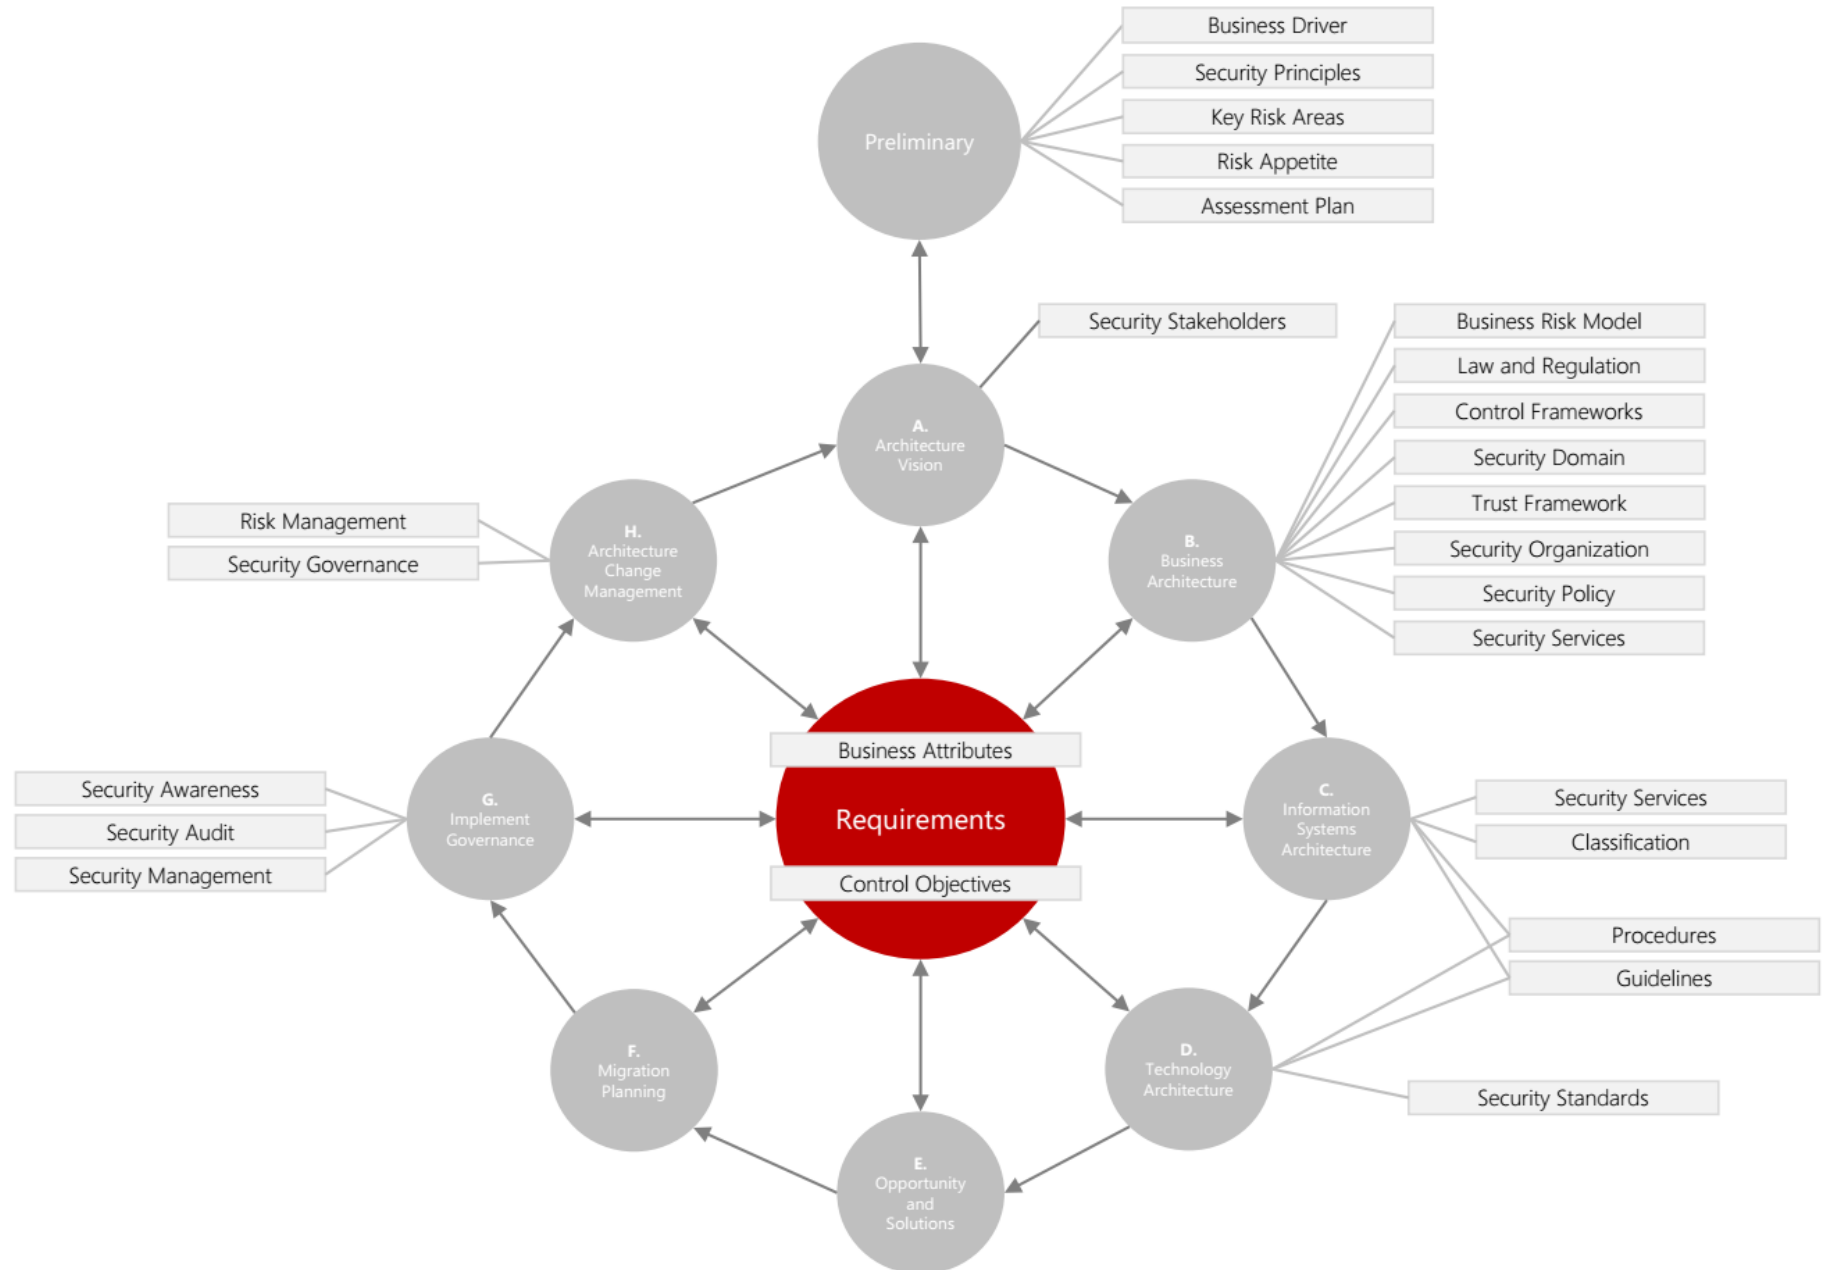 Business Driver
Security Principles
Key Risk Areas
Risk Appetite
Assessment Plan
Preliminary
Security Stakeholders
Business Risk Model
Law and Regulation
Control Frameworks
Security Domain
Trust Framework
Security Organization
Security Policy
Security Services
A.
Architecture
Vision
B.
Business
Architecture
Risk Management
Security Governance
H.
Architecture
Change
Management
Business Attributes
Requirements
Control Objectives
Security Awareness
Security Audit
Security Management
G.
Implement
Governance
C.
Information
Systems
Architecture
Security Services
Classification
Procedures
Guidelines
F.
Migration
Planning
D.
Technology
Architecture
Security Standards
E.
Opportunity
and
Solutions